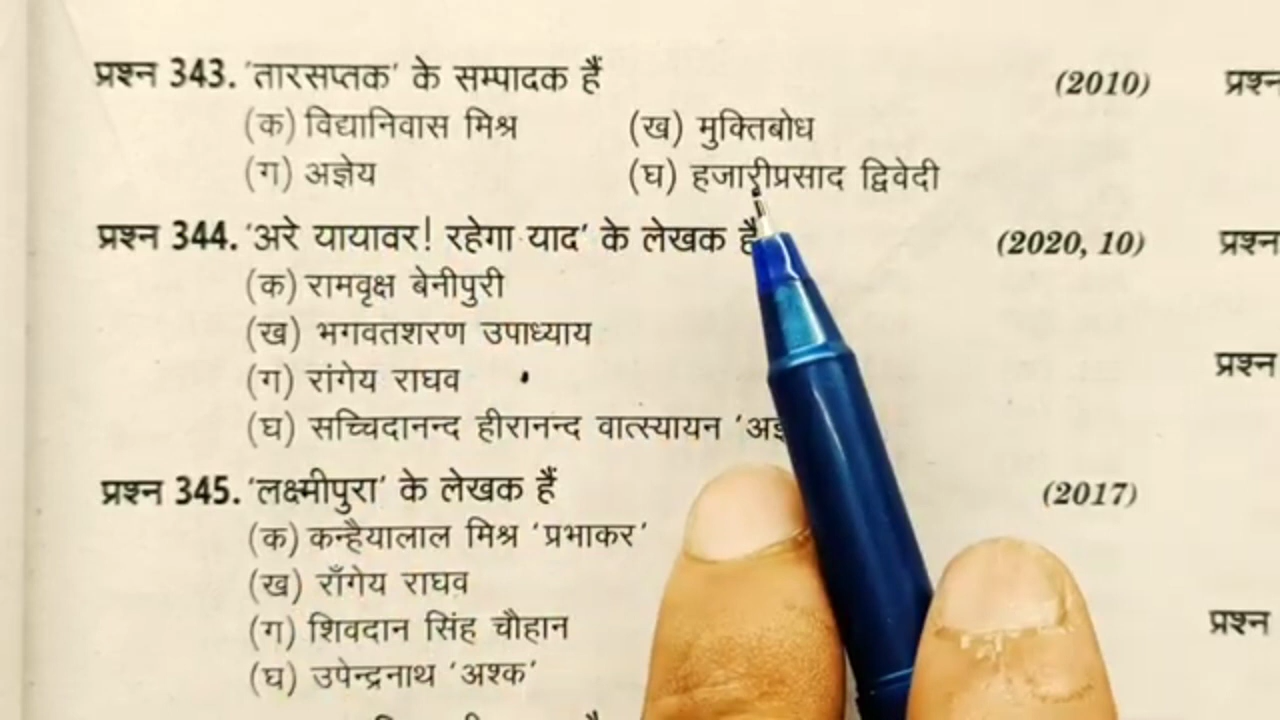 प्रश्न 343. 'तारसप्तक' के सम्पादक हैं (2010)
(क) विद्यानिवास मिश्र (ख) मुक्तिबोध
(ग) अज्ञेय (घ) हजारीप्रसाद द्विवेदी
प्रश्न 344. 'अरे यायावर! रहेगा याद' के लेखक (2020, 10)
(क) रामवृक्ष बेनीपुरी
(ख) भगवतशरण उपाध्याय
(ग) रांगेय राघव
(घ) सच्चिदानन्द हीरानन्द वात्स्यायन
प्रश्न 345. 'लक्ष्मीपुरा' के लेखक हैं (2017)
(क) कन्हैयालाल मिश्र 'प्रभाकर'
(ख) राँगेय राघव
(ग) शिवदान सिंह चौहान
(घ) उपेन्द्रनाथ 'अश्क'
प्रश्न
प्रश्न
प्रश्न
प्रश्न